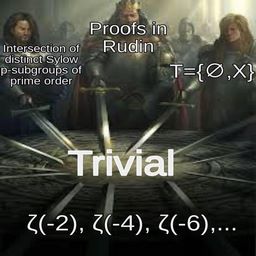 Proofs in
Rudin
Intersection of
distinct Sylow
p-subgroups of
prime order
T={∅,X}
Trivial
ζ(-2), ζ(-4), ζ(-6),...